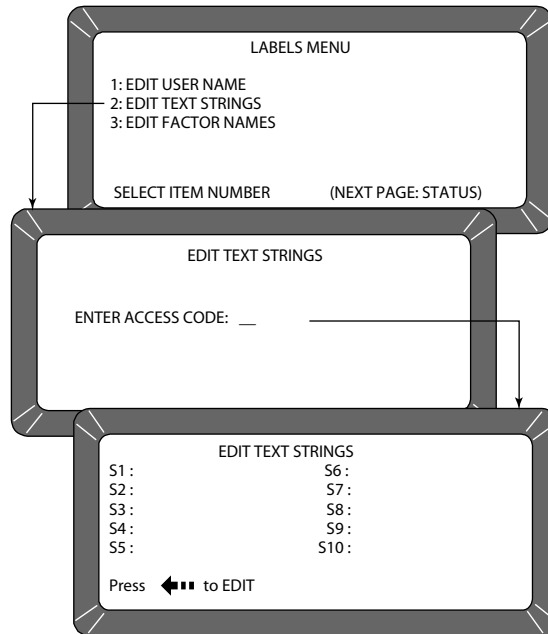 LABELS MENU
1: EDIT USER NAME
2: EDIT TEXT STRINGS
3: EDIT FACTOR NAMES
SELECT ITEM NUMBER (NEXT PAGE: STATUS)
EDIT TEXT STRINGS
ENTER ACCESS CODE: __
EDIT TEXT STRINGS
S1 : S6 :
S2 : S7 :
S3 : S8 :
S4 : S9 :
S5 : S10 :
Press to EDIT